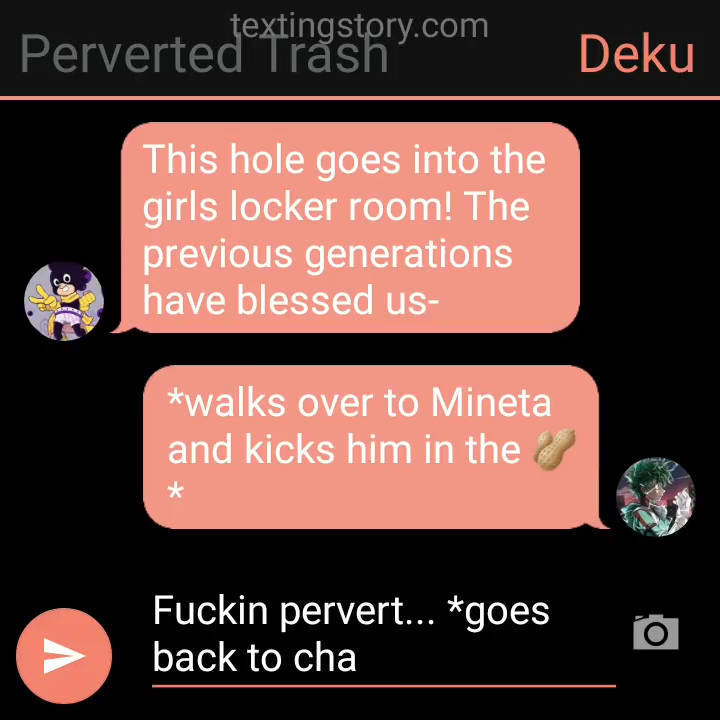 textingstory.com
Perverted Trash
Deku
This hole goes into the
girls locker room! The
previous generations
have blessed us-
*walks over to Mineta
and kicks him in the 🥜
*
Fuckin pervert... *goes
back to cha